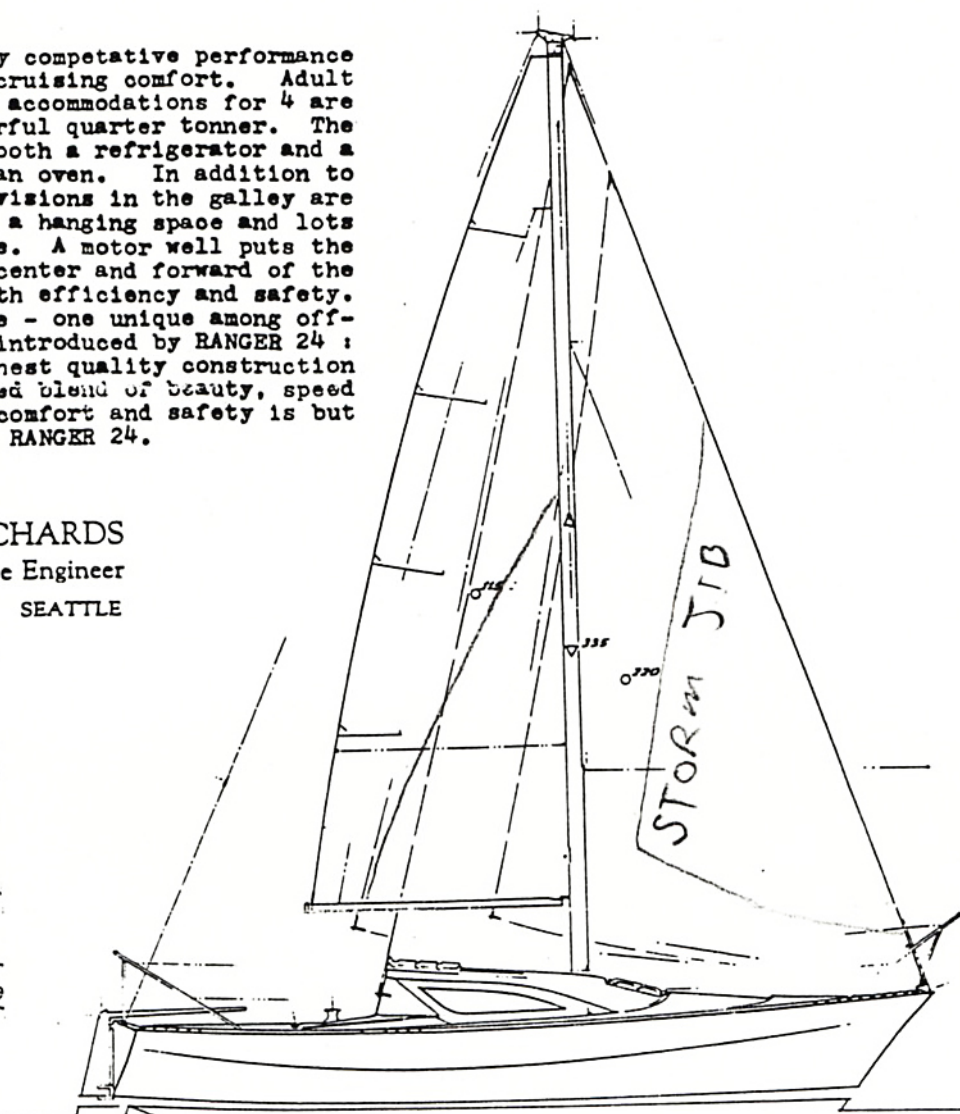 y competative performance
cruising comfort. Adult
accommodations for 4 are
rful quarter tonner. The
both a refrigerator and a
an oven. In addition to
visions in the galley are
a hanging space and lots
s. A motor well puts the
center and forward of the
th efficiency and safety.
e - one unique among off-
introduced by RANGER 24 :
nest quality construction
ed blend of beauty, speed
comfort and safety is but
RANGER 24.
CHARDS
e Engineer
SEATTLE
335
330
STORM JIB